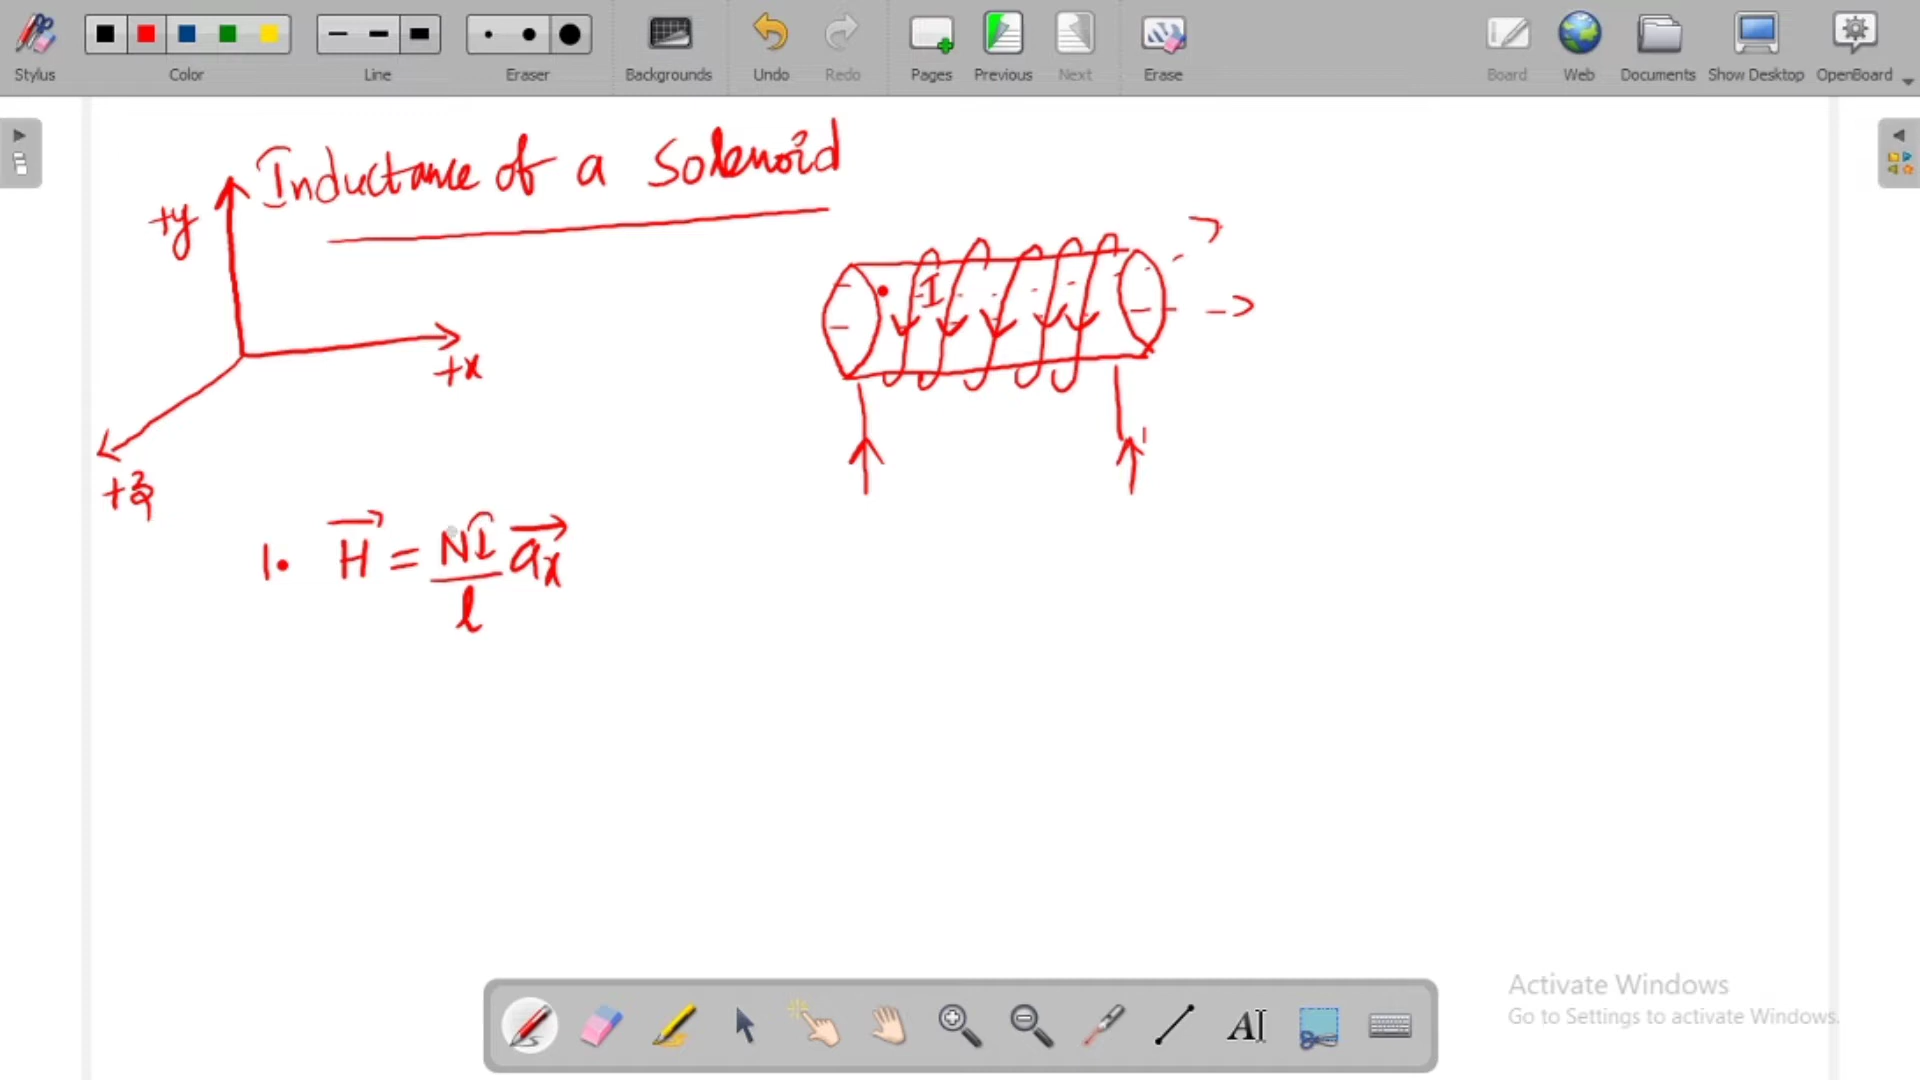 Stylus Color Line Eraser Backgrounds Undo Redo Pages Previous Next Erase Board Web Documents Show Desktop OpenBoard
Inductance of a Solenoid
+y
+x
+z
I
1. H = NI/l ax
Activate Windows
Go to Settings to activate Windows.